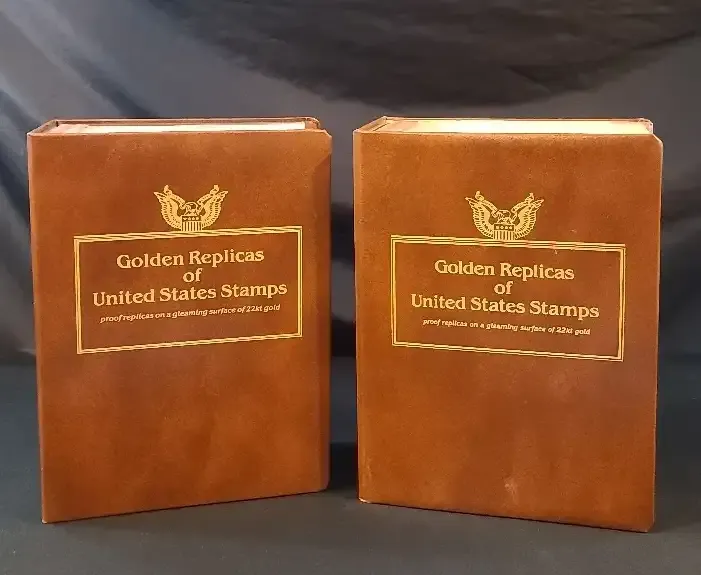 Golden Replicas
of
United States Stamps
proof replicas on a gleaming surface of 22kt gold
Golden Replicas
of
United States Stamps
proof replicas on a gleaming surface of 22kt gold